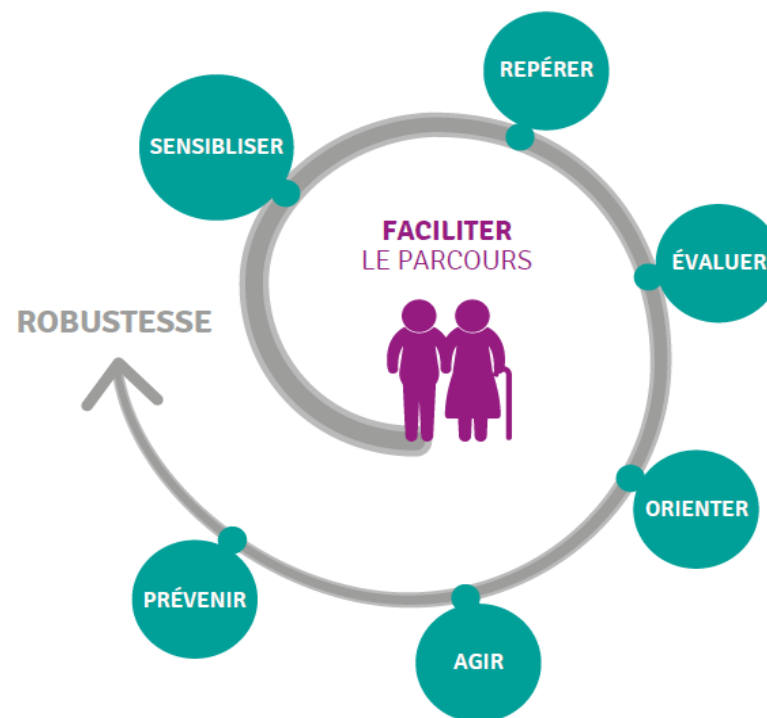 REPÉRER
SENSIBLISER
FACILITER
LE PARCOURS
ÉVALUER
ROBUSTESSE
ORIENTER
PRÉVENIR
AGIR